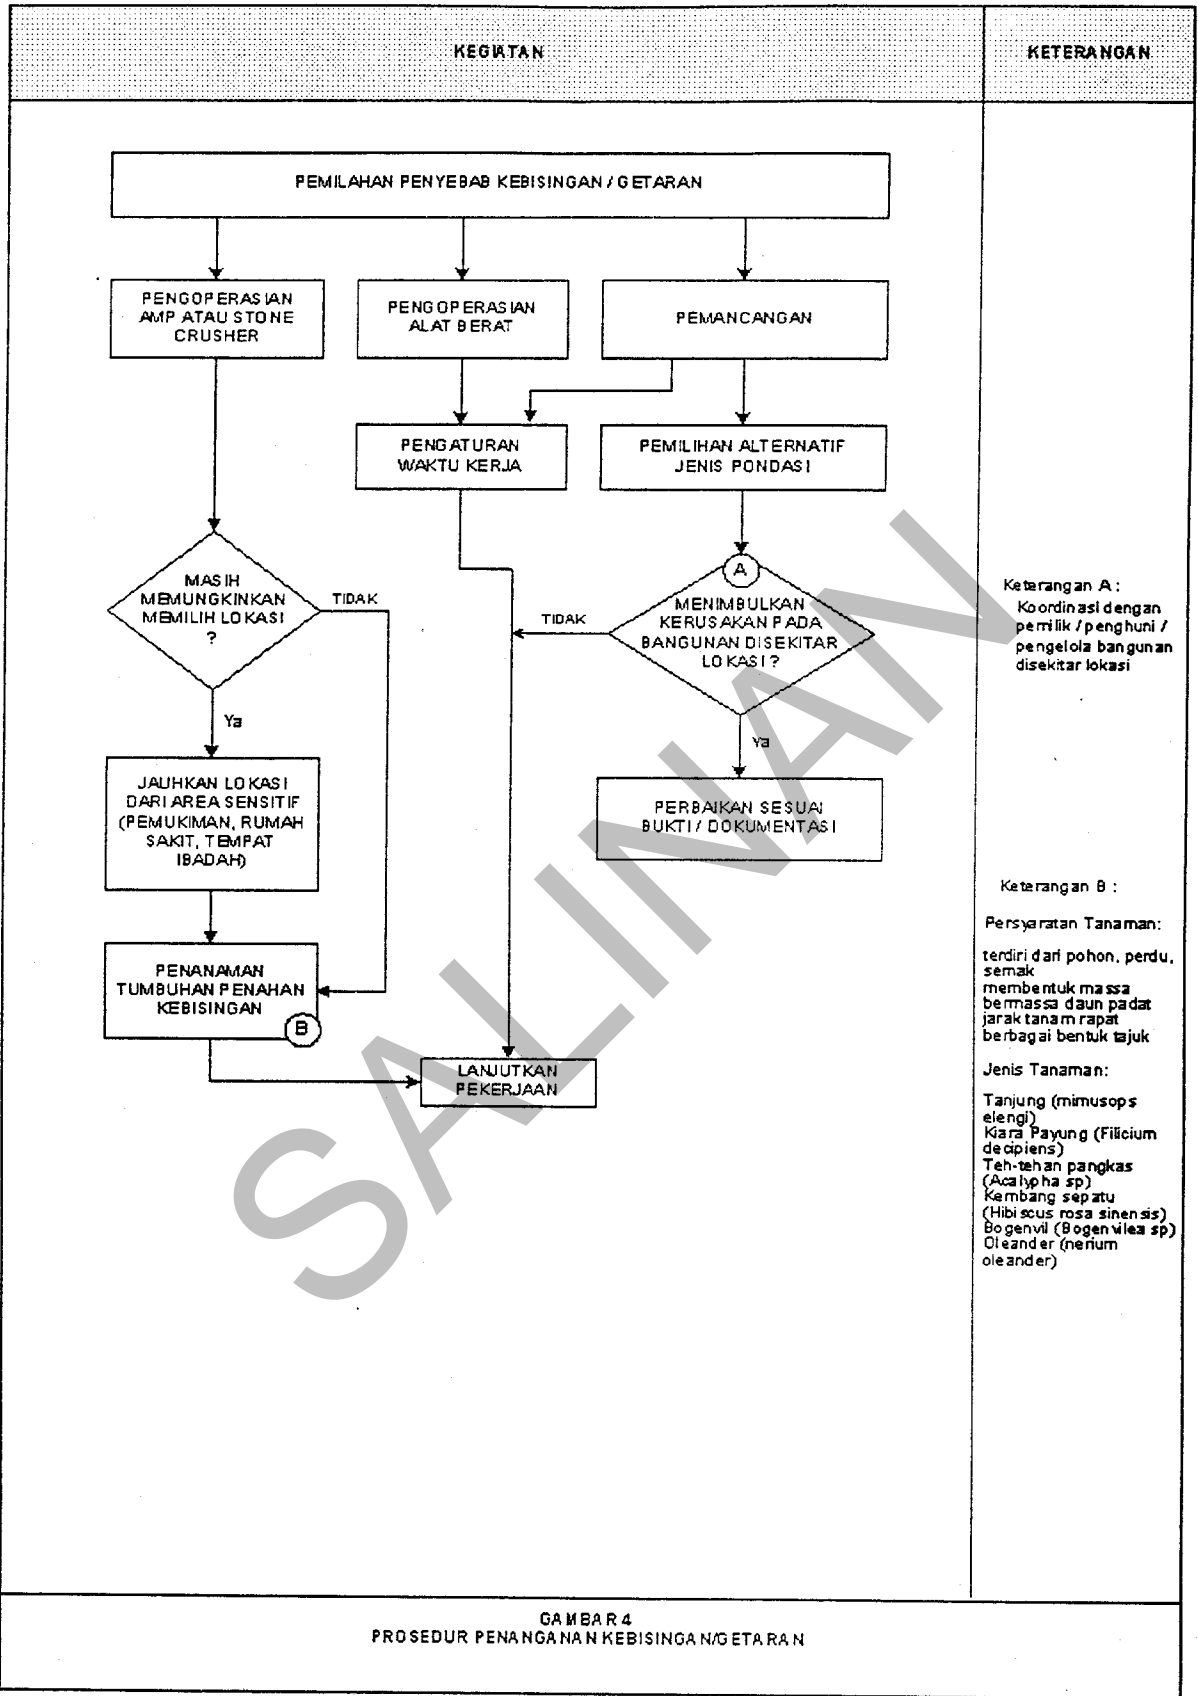 KEGIATAN
KETERANGAN
PEMILAHAN PENYEBAB KEBISINGAN / GETARAN
PENGOPERASIAN
AMP ATAU STONE
CRUSHER
PENGOPERASIAN
ALAT BERAT
PEMANCANGAN
PENGATURAN
WAKTU KERJA
PEMILIHAN ALTERNATIF
JENIS PONDASI
MASIH
MEMUNGKINKAN
MEMILIH LOKASI
?
TIDAK
Ya
A
MENIMBULKAN
KERUSAKAN PADA
BANGUNAN DISEKITAR
LOKASI ?
TIDAK
Ya
JAUHKAN LOKASI
DARI AREA SENSITIF
(PEMUKIMAN, RUMAH
SAKIT, TEMPAT
IBADAH)
PERBAIKAN SESUAI
BUKTI / DOKUMENTASI
PENANAMAN
TUMBUHAN PENAHAN
KEBISINGAN
B
LANJUTKAN
PEKERJAAN
Keterangan A :
Koordinasi dengan
pemilik / penghuni /
pengelola bangunan
disekitar lokasi
Keterangan B :
Persyaratan Tanaman:
terdiri dari pohon, perdu,
semak
membentuk massa
bermassa daun padat
jarak tanam rapat
berbagai bentuk tajuk
Jenis Tanaman:
Tanjung (mimusops
elengi)
Kiara Payung (Filicium
decipiens)
Teh-tehan pangkas
(Acalypha sp)
Kembang sepatu
(Hibiscus rosa sinensis)
Bogenvil (Bogenvilea sp)
Oleander (nerium
oleander)
SALINAN
GAMBAR 4
PROSEDUR PENANGANAN KEBISINGAN/GETARAN